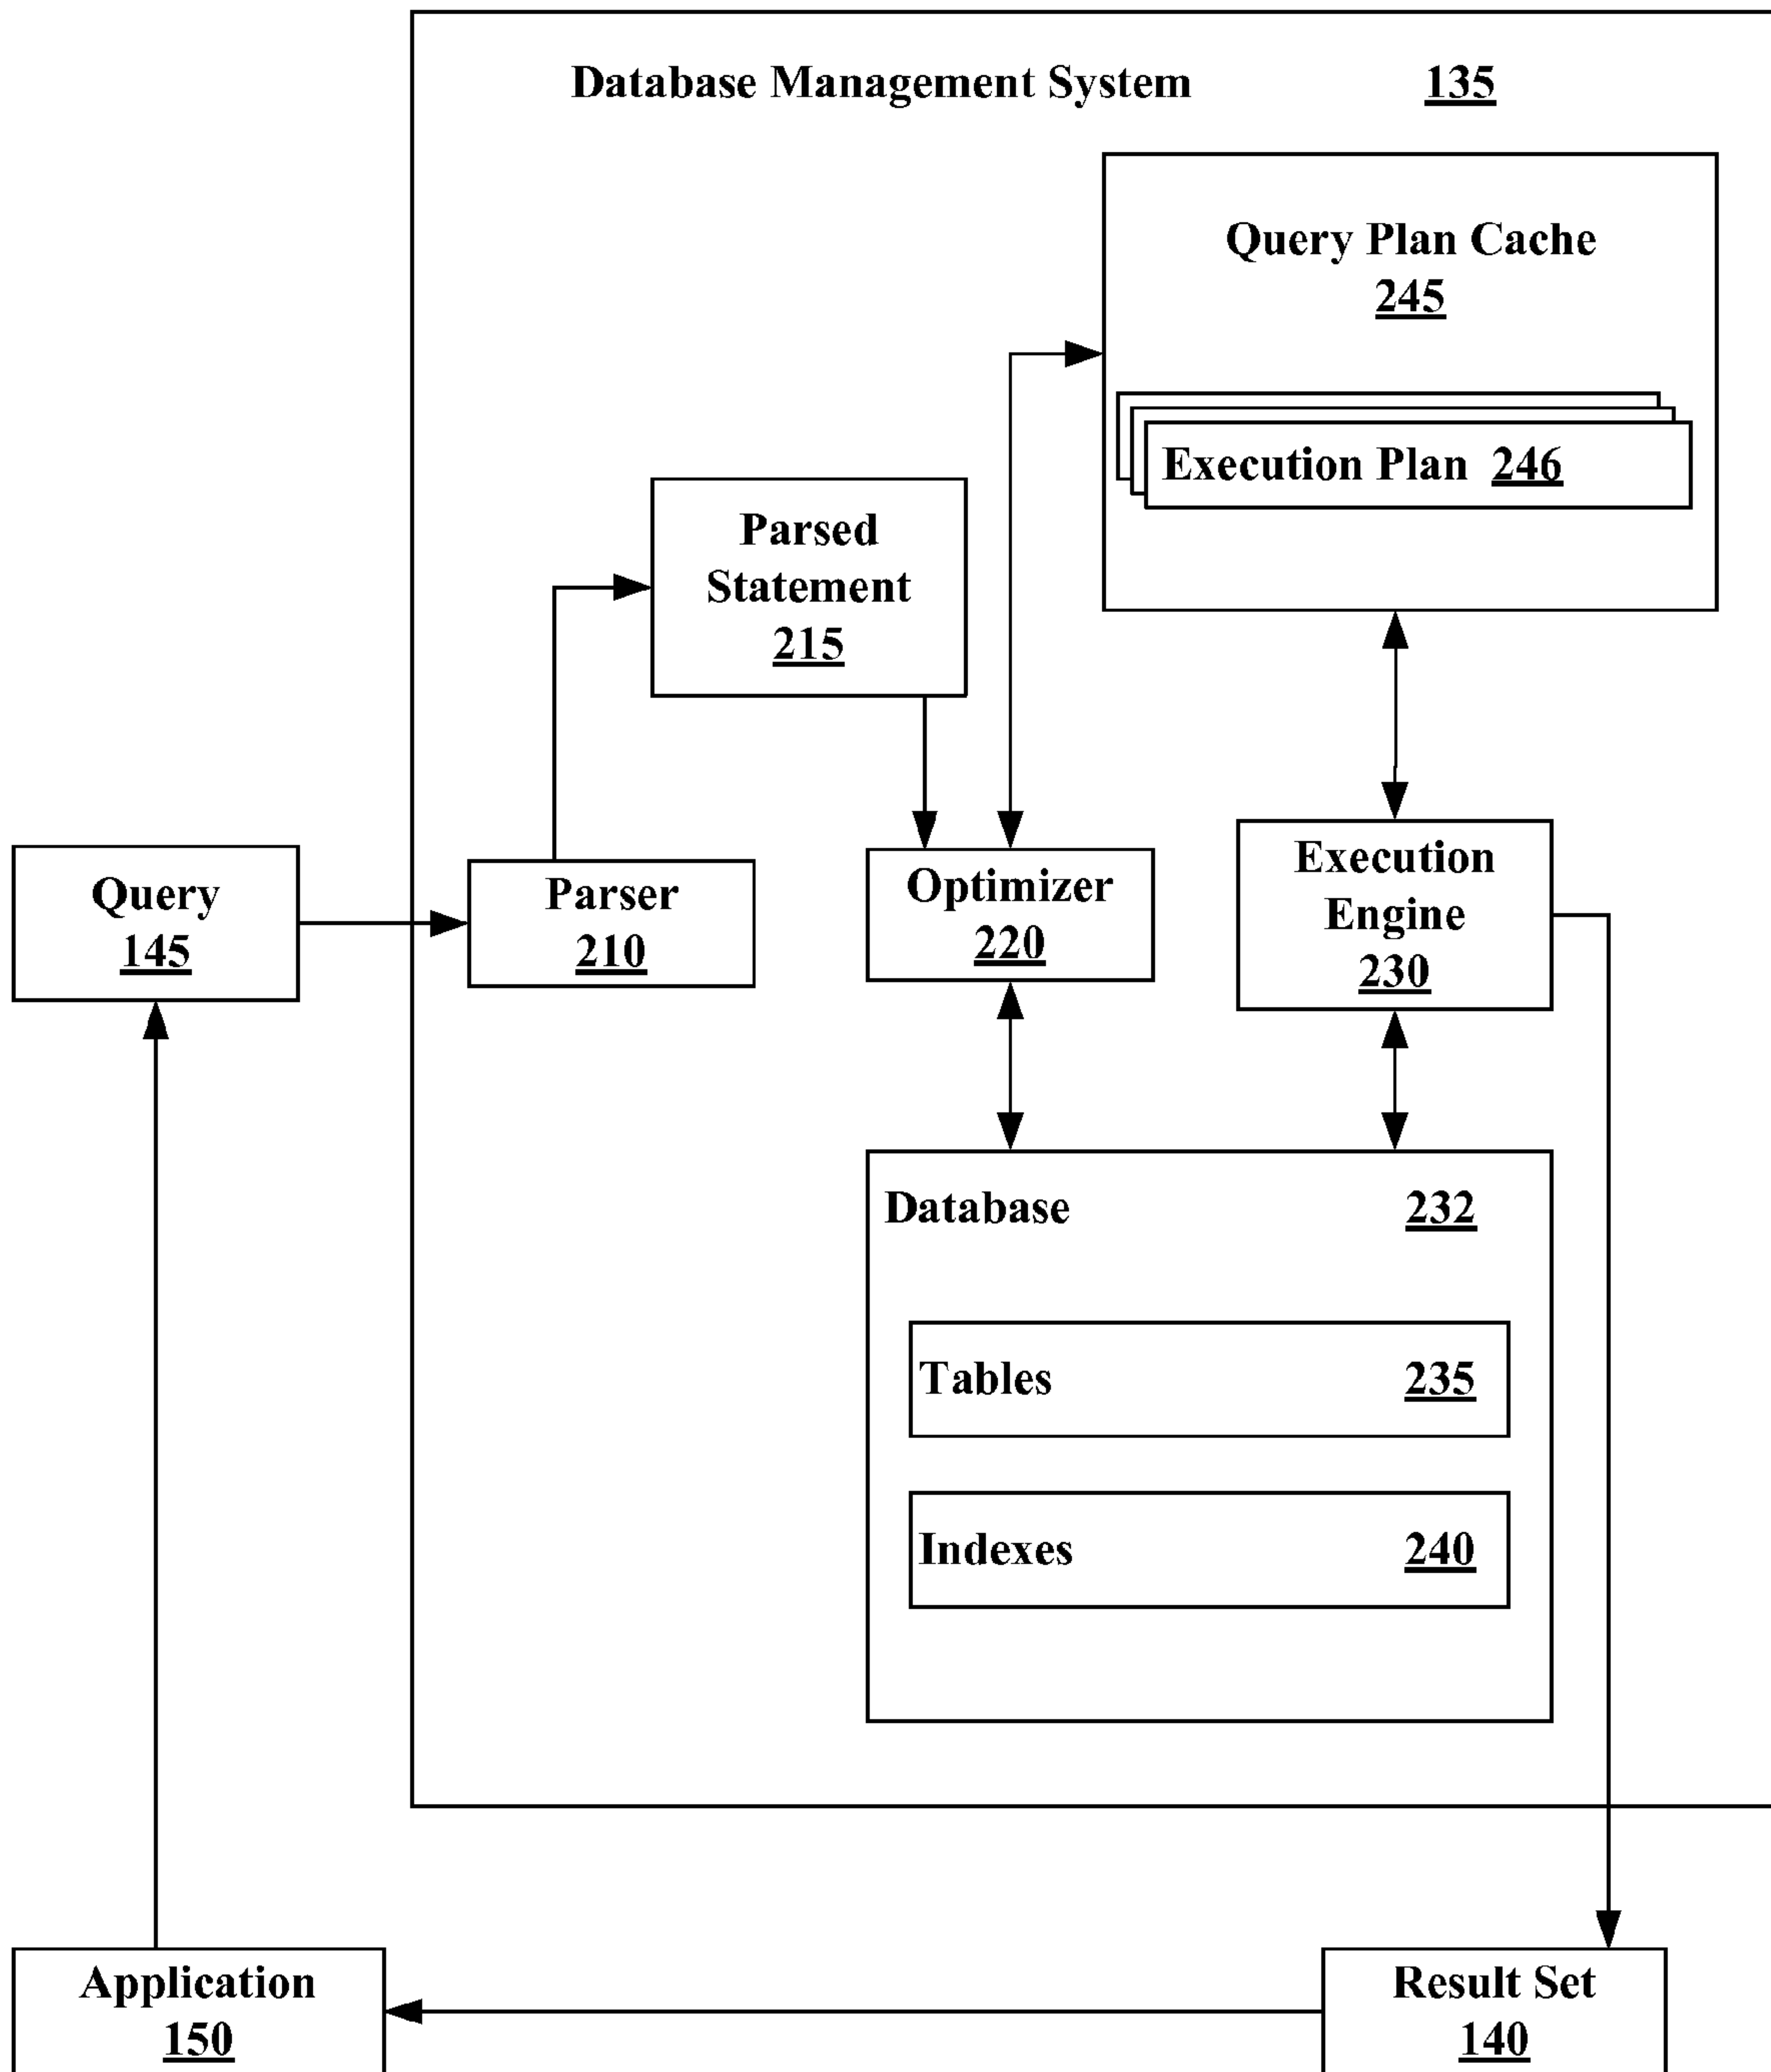 Database Management System 135
Query Plan Cache
245
Execution Plan 246
Parsed
Statement
215
Query
145
Parser
210
Optimizer
220
Execution
Engine
230
Database 232
Tables 235
Indexes 240
Application
150
Result Set
140